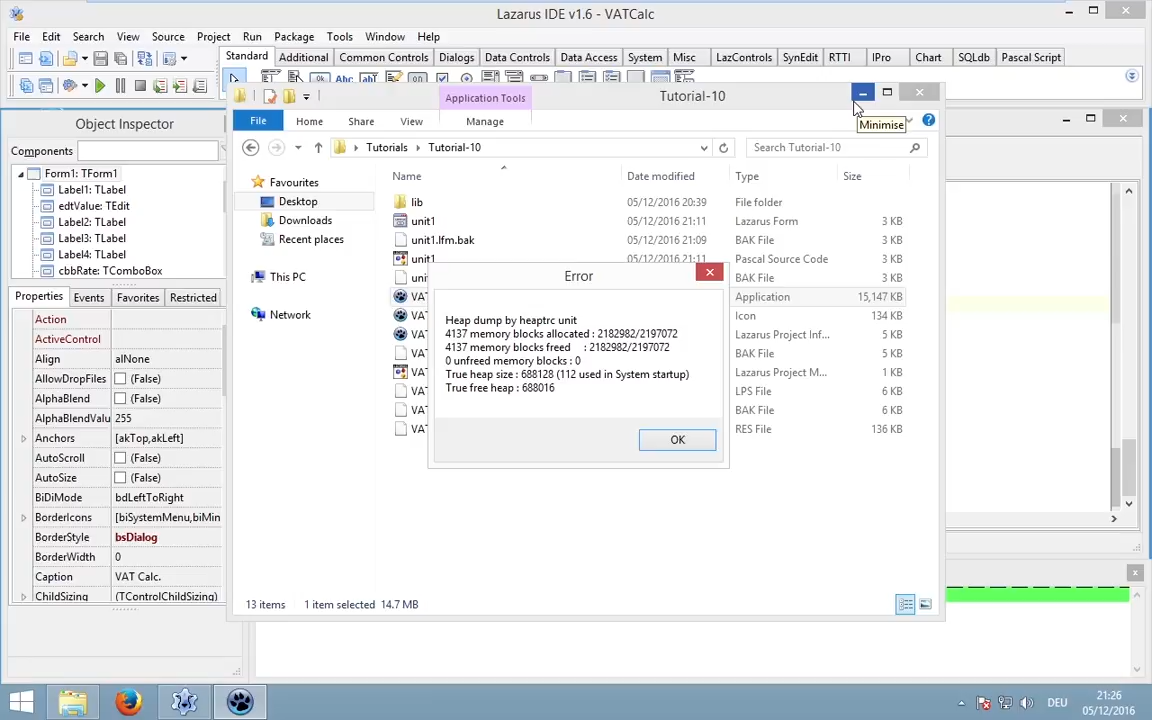 Lazarus IDE v1.6 - VATCalc
File Edit Search View Source Project Run Package Tools Window Help
Standard Additional Common Controls Dialogs Data Controls Data Access System Misc LazControls SynEdit RTTI IPro Chart SQLdb Pascal Script
Abc
Object Inspector
Components
Form1: TForm1
Label1: TLabel
edtValue: TEdit
Label2: TLabel
Label3: TLabel
Label4: TLabel
cbbRate: TComboBox
Properties Events Favorites Restricted
Action
ActiveControl
Align alNone
AllowDropFiles (False)
AlphaBlend (False)
AlphaBlendValu 255
Anchors [akTop,akLeft]
AutoScroll (False)
AutoSize (False)
BiDiMode bdLeftToRight
BorderIcons [biSystemMenu,biMin
BorderStyle bsDialog
BorderWidth 0
Caption VAT Calc.
ChildSizing (TControlChildSizing)
Application Tools
Tutorial-10
Minimise
File Home Share View Manage
Tutorials Tutorial-10
Search Tutorial-10
Favourites
Desktop
Downloads
Recent places
This PC
Network
Name Date modified Type Size
lib 05/12/2016 20:39 File folder
unit1 05/12/2016 21:11 Lazarus Form 3 KB
unit1.lfm.bak 05/12/2016 21:09 BAK File 3 KB
unit1 05/12/2016 21:11 Pascal Source Code 3 KB
uni BAK File 3 KB
VAT Application 15,147 KB
VAT Icon 134 KB
VAT Lazarus Project Inf... 5 KB
VAT BAK File 5 KB
VAT Lazarus Project M... 1 KB
VAT LPS File 6 KB
VAT BAK File 6 KB
VAT RES File 136 KB
Error
Heap dump by heaptrc unit
4137 memory blocks allocated : 2182982/2197072
4137 memory blocks freed : 2182982/2197072
0 unfreed memory blocks : 0
True heap size : 688128 (112 used in System startup)
True free heap : 688016
OK
13 items 1 item selected 14.7 MB
DEU
21:26
05/12/2016